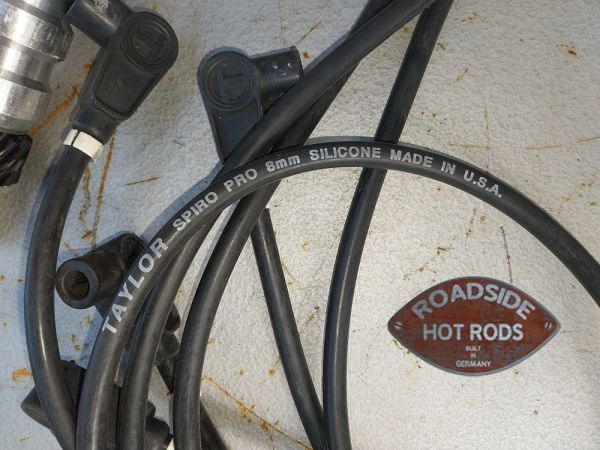 TAYLOR SPIRO PRO 8mm SILICONE MADE IN U.S.A.
ROADSIDE
HOT RODS
BUILT
IN
GERMANY